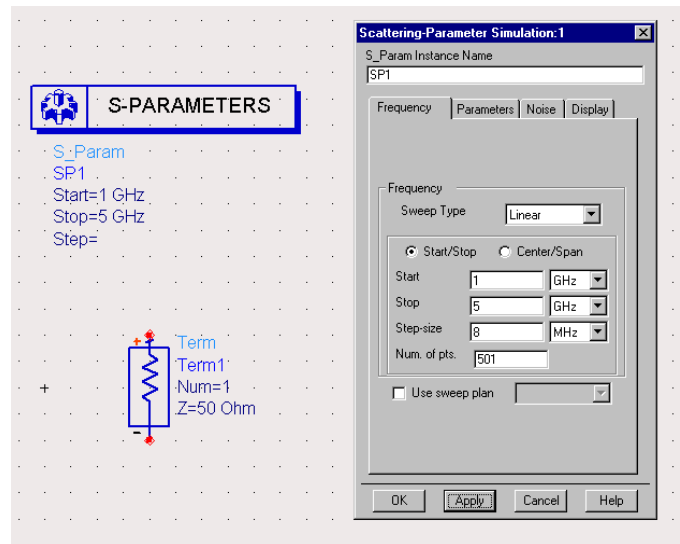 S-PARAMETERS
S_Param
SP1
Start=1 GHz
Stop=5 GHz
Step=
+
Term
Term1
Num=1
Z=50 Ohm
-
+
Scattering-Parameter Simulation:1
S_Param Instance Name
SP1
Frequency Parameters Noise Display
Frequency
Sweep Type Linear
Start/Stop Center/Span
Start 1 GHz
Stop 5 GHz
Step-size 8 MHz
Num. of pts. 501
Use sweep plan
OK Apply Cancel Help